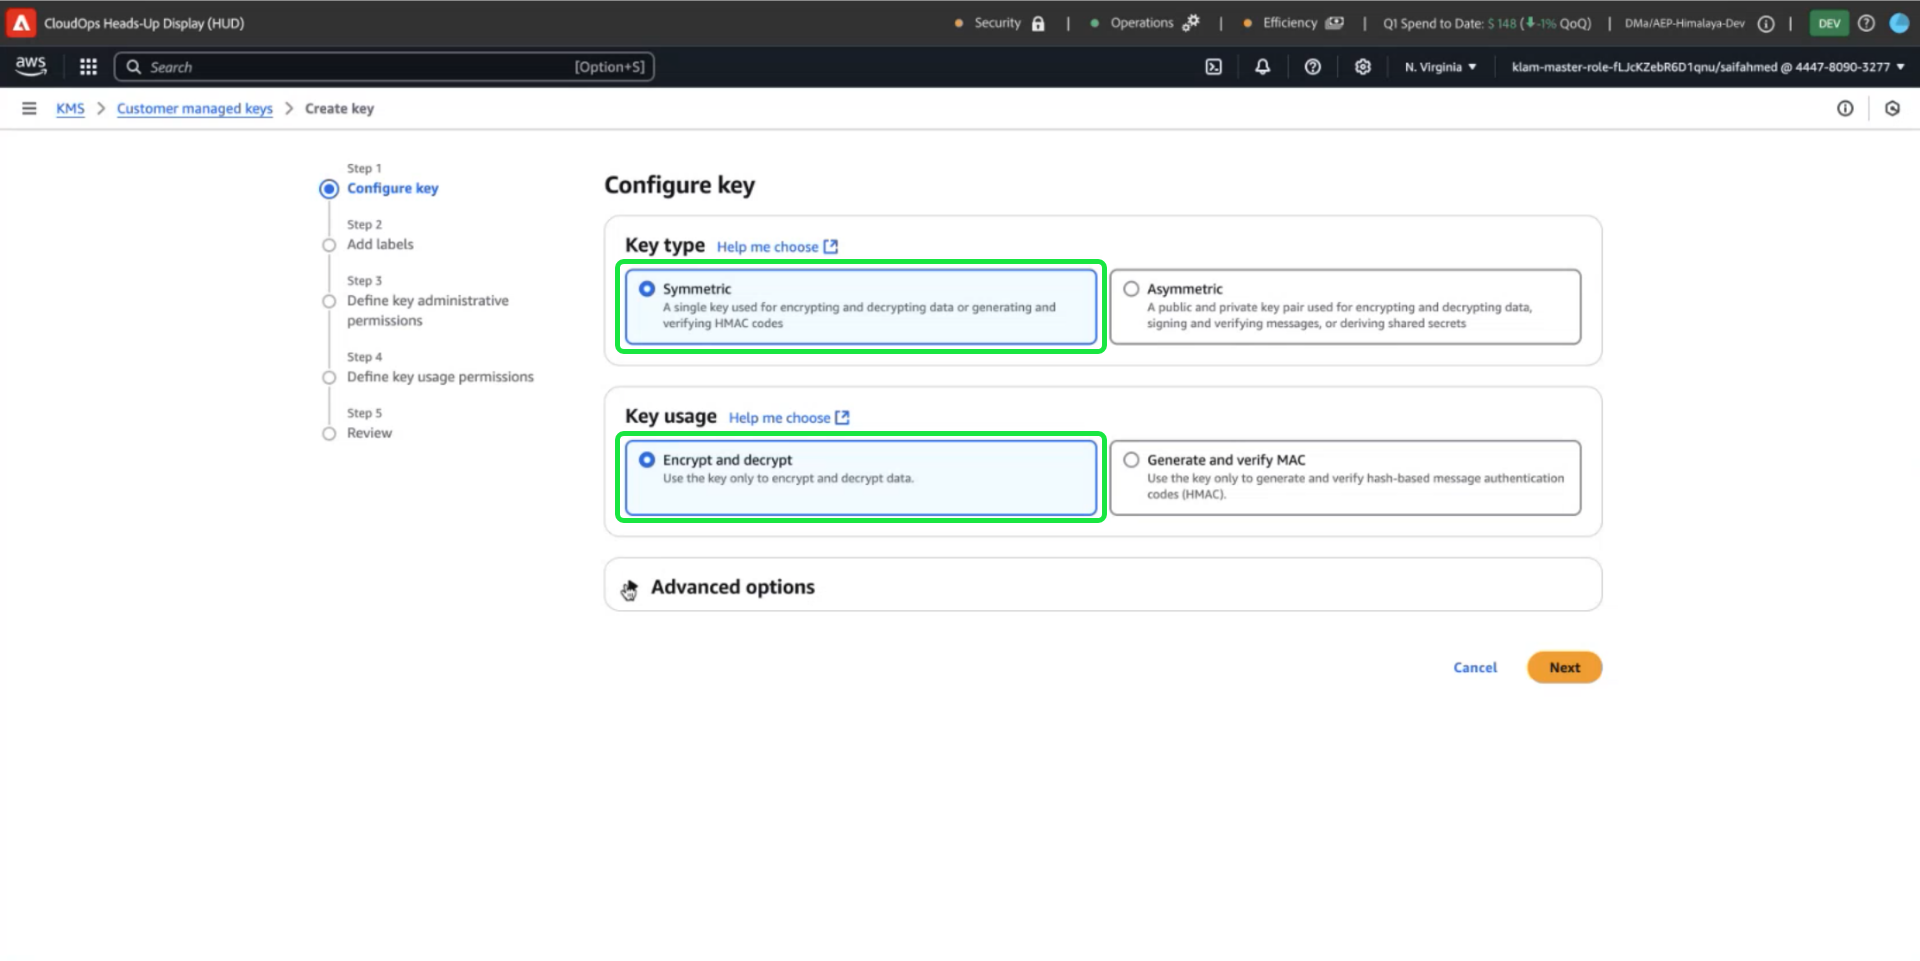 CloudOps Heads-Up Display (HUD)
Security | Operations | Efficiency | Q1 Spend to Date: $ 148 (-1% QoQ) | DMa/AEP-Himalaya-Dev | DEV
aws Search [Option+S] N. Virginia klam-master-role-fLJcKZebR6D1qnu/saifahmed @ 4447-8090-3277
KMS > Customer managed keys > Create key
Step 1
Configure key
Step 2
Add labels
Step 3
Define key administrative
permissions
Step 4
Define key usage permissions
Step 5
Review
Configure key
Key type Help me choose
Symmetric
A single key used for encrypting and decrypting data or generating and
verifying HMAC codes
Asymmetric
A public and private key pair used for encrypting and decrypting data,
signing and verifying messages, or deriving shared secrets
Key usage Help me choose
Encrypt and decrypt
Use the key only to encrypt and decrypt data.
Generate and verify MAC
Use the key only to generate and verify hash-based message authentication
codes (HMAC).
Advanced options
Cancel Next